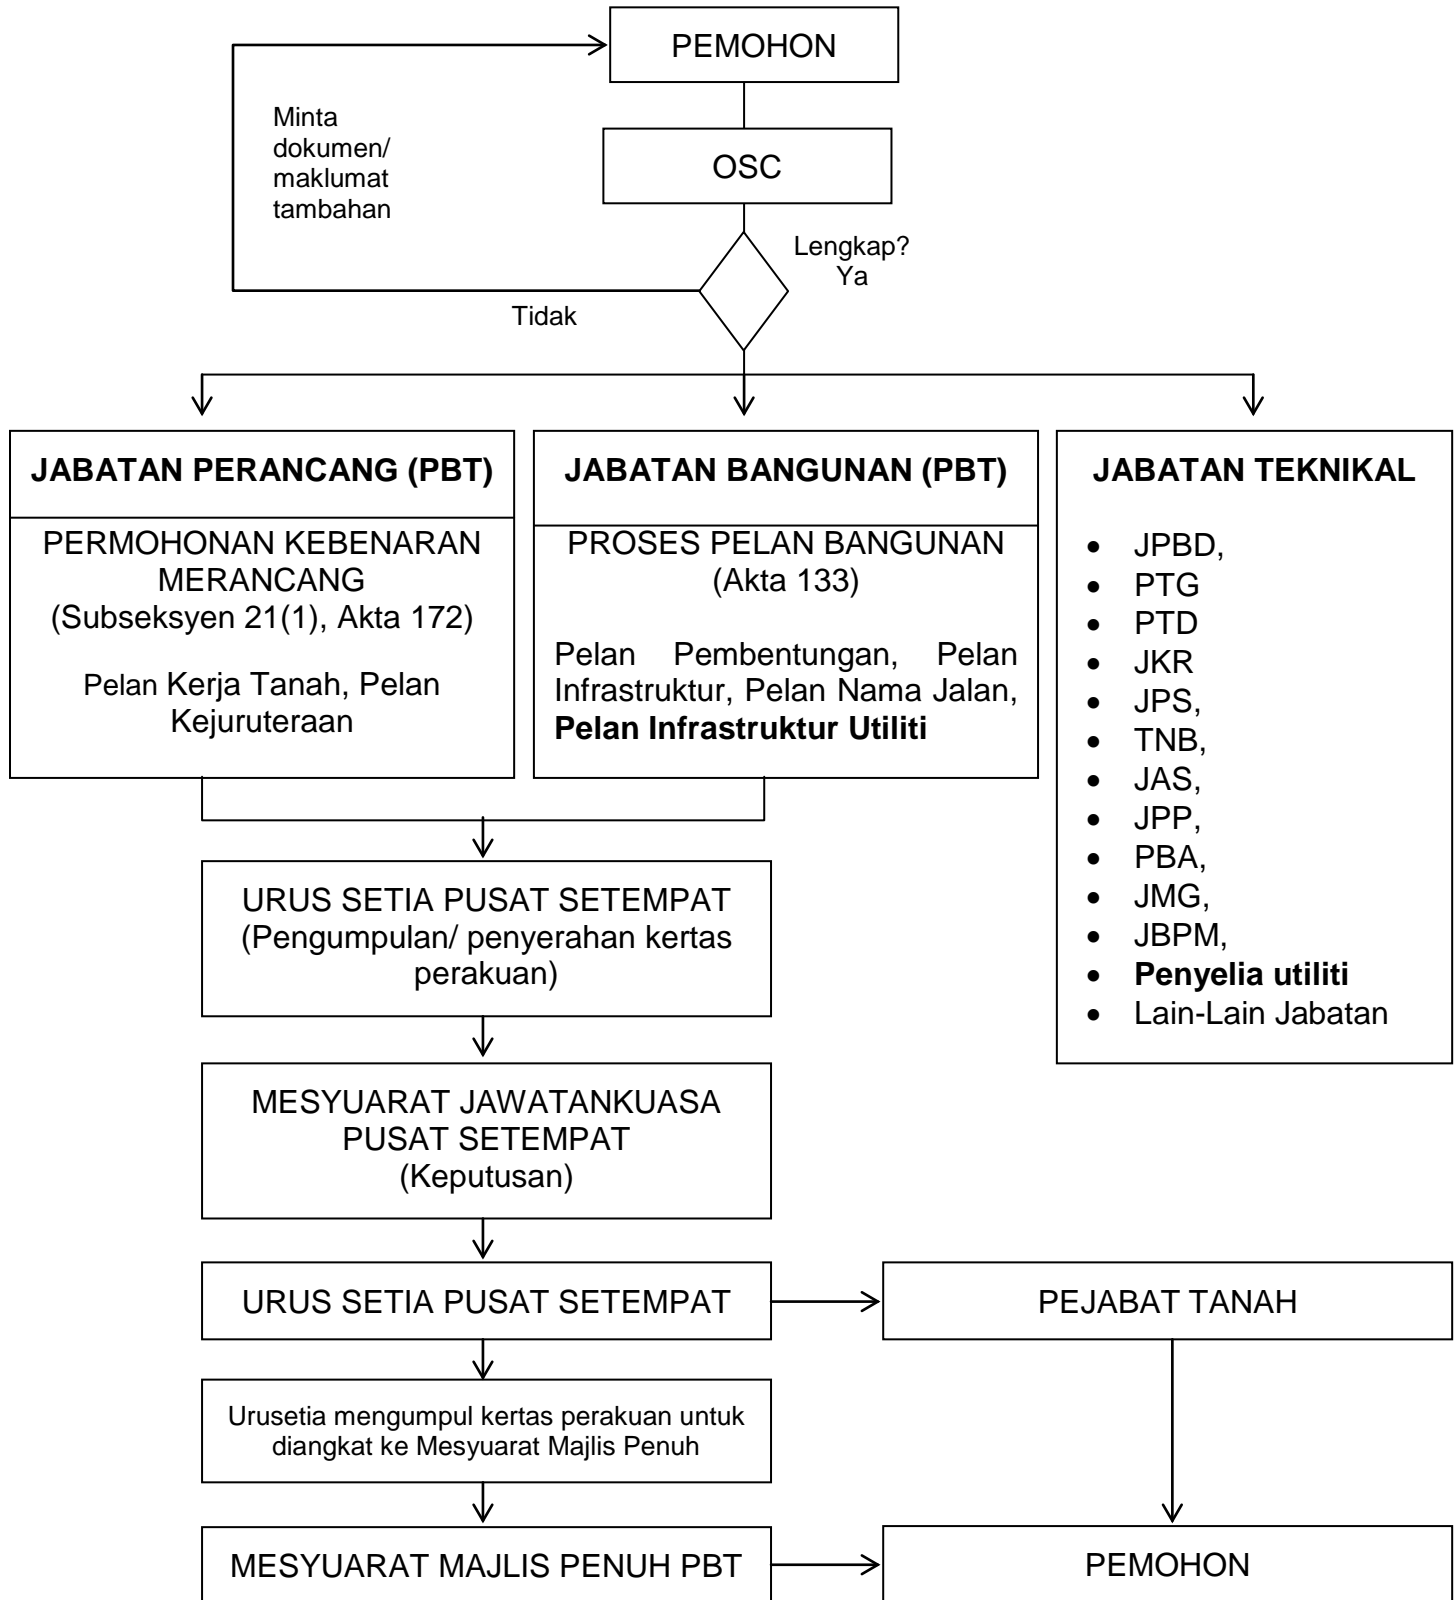 PEMOHON
Minta
dokumen/
maklumat
tambahan
OSC
Lengkap?
Ya
Tidak
JABATAN PERANCANG (PBT)
PERMOHONAN KEBENARAN
MERANCANG
(Subseksyen 21(1), Akta 172)
Pelan Kerja Tanah, Pelan
Kejuruteraan
JABATAN BANGUNAN (PBT)
PROSES PELAN BANGUNAN
(Akta 133)
Pelan Pembentungan, Pelan
Infrastruktur, Pelan Nama Jalan,
Pelan Infrastruktur Utiliti
JABATAN TEKNIKAL
• JPBD,
• PTG
• PTD
• JKR
• JPS,
• TNB,
• JAS,
• JPP,
• PBA,
• JMG,
• JBPM,
• Penyelia utiliti
• Lain-Lain Jabatan
URUS SETIA PUSAT SETEMPAT
(Pengumpulan/ penyerahan kertas
perakuan)
MESYUARAT JAWATANKUASA
PUSAT SETEMPAT
(Keputusan)
URUS SETIA PUSAT SETEMPAT
PEJABAT TANAH
Urusetia mengumpul kertas perakuan untuk
diangkat ke Mesyuarat Majlis Penuh
MESYUARAT MAJLIS PENUH PBT
PEMOHON